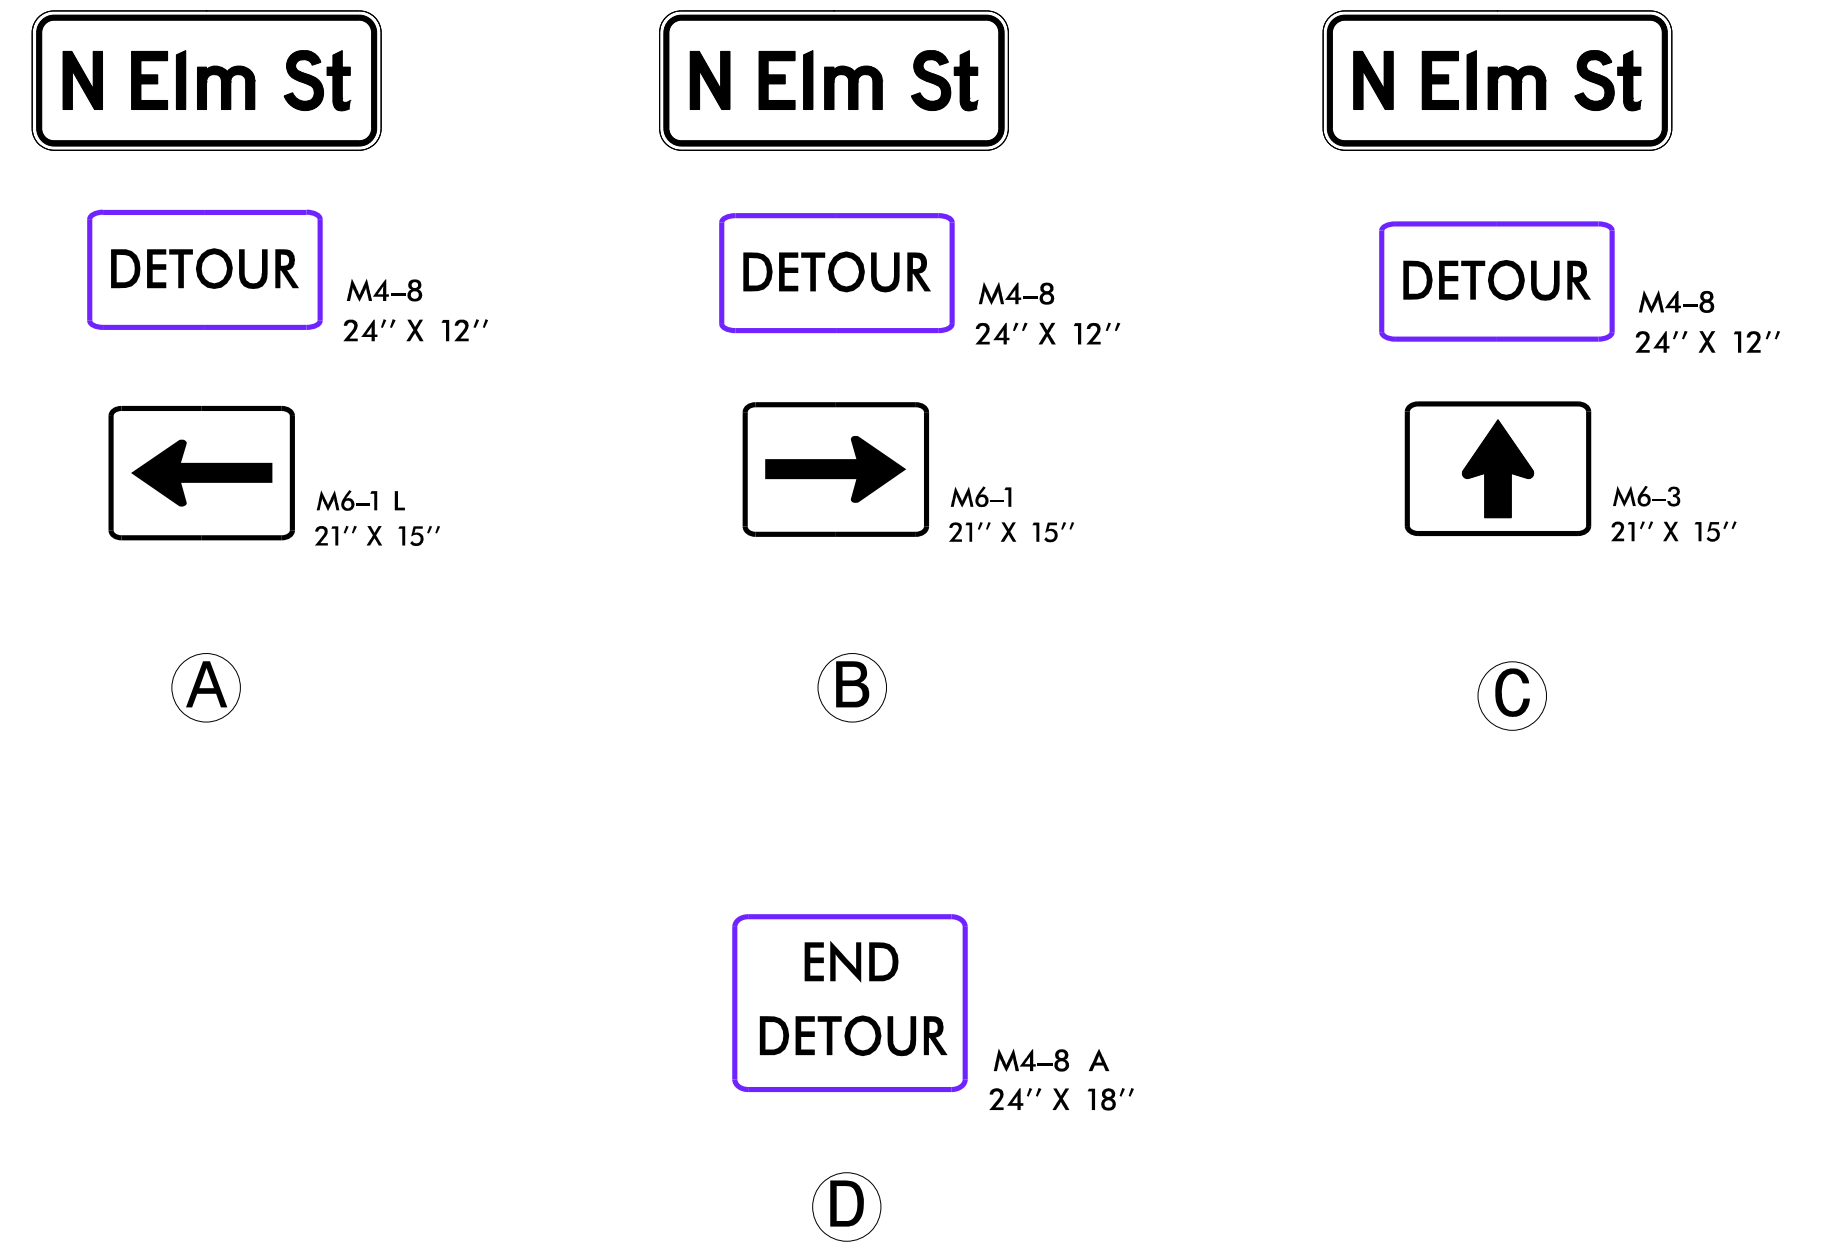 N Elm St
DETOUR
M4–8
24’’ X 12’’
M6–1 L
21’’ X 15’’
A
N Elm St
DETOUR
M4–8
24’’ X 12’’
M6–1
21’’ X 15’’
B
N Elm St
DETOUR
M4–8
24’’ X 12’’
M6–3
21’’ X 15’’
C
END
DETOUR
M4–8 A
24’’ X 18’’
D